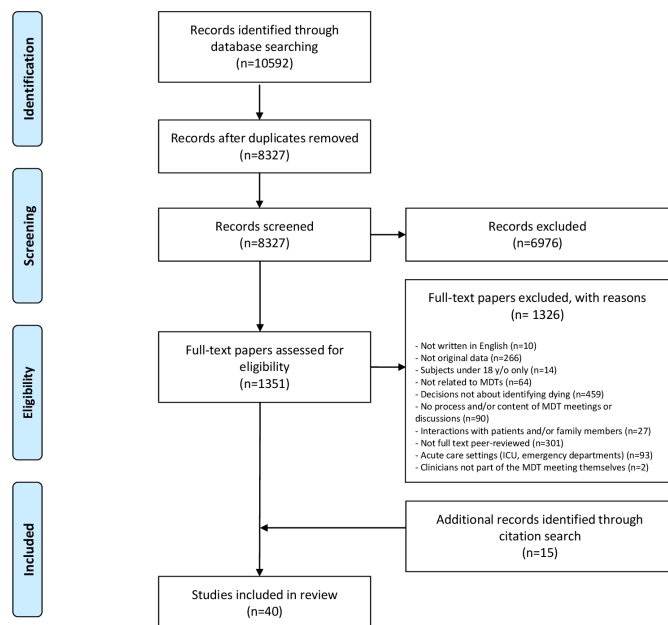 Identification
Records identified through
database searching
(n=10592)
Records after duplicates removed
(n=8327)
Screening
Records screened
(n=8327)
Records excluded
(n=6976)
Eligibility
Full-text papers assessed for
eligibility
(n=1351)
Full-text papers excluded, with reasons
(n= 1326)
- Not written in English (n=10)
- Not original data (n=266)
- Subjects under 18 y/o only (n=14)
- Not related to MDTs (n=64)
- Decisions not about identifying dying (n=459)
- No process and/or content of MDT meetings or
discussions (n=90)
- Interactions with patients and/or family members (n=27)
- Not full text peer-reviewed (n=301)
- Acute care settings (ICU, emergency departments) (n=93)
- Clinicians not part of the MDT meeting themselves (n=2)
Included
Additional records identified through
citation search
(n=15)
Studies included in review
(n=40)